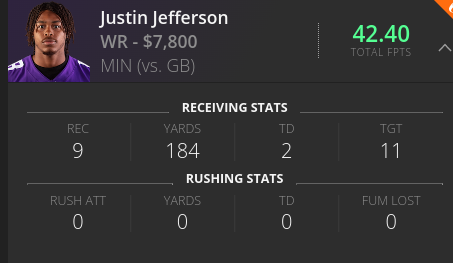 Justin Jefferson
WR - $7,800
42.40
TOTAL FPTS
MIN (vs. GB)
RECEIVING STATS
REC YARDS TD TGT
9 184 2 11
RUSHING STATS
RUSH ATT YARDS TD FUM LOST
0 0 0 0